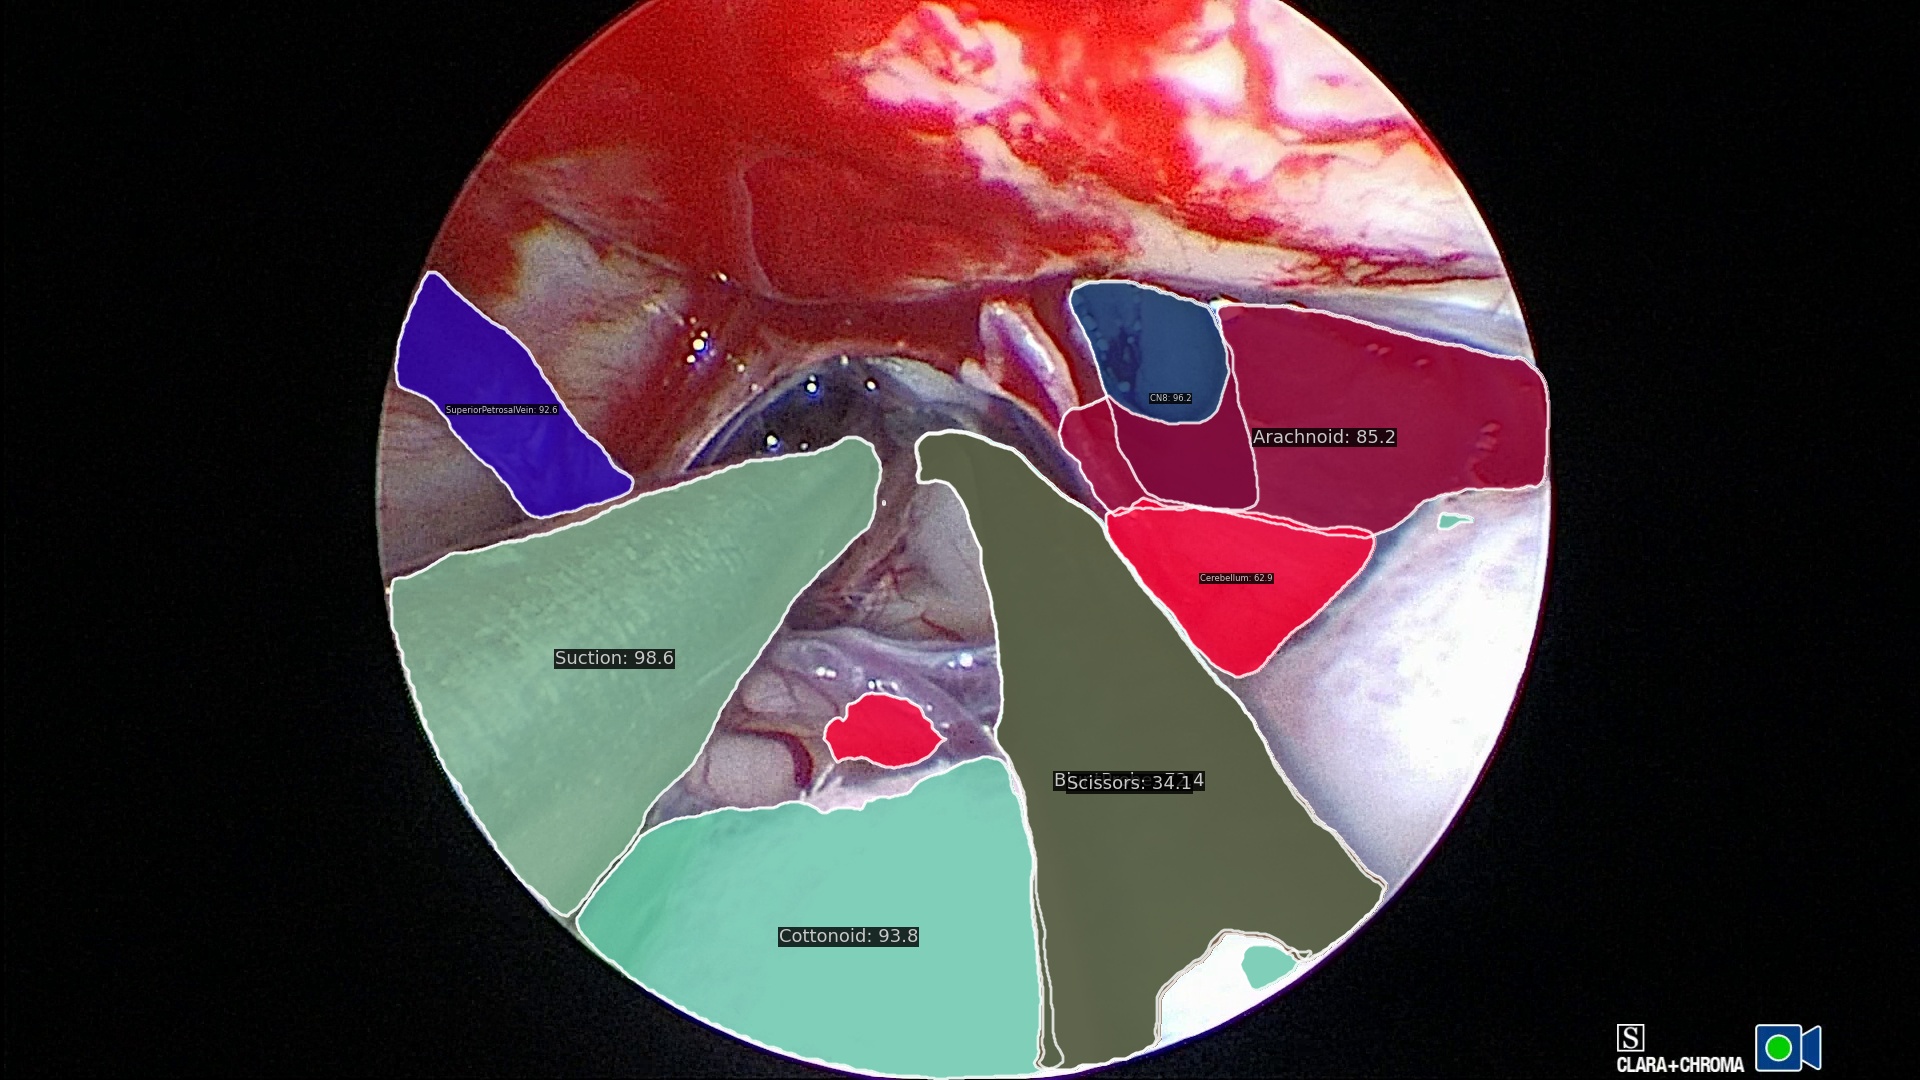 SuperiorPetrosalVein: 92.6
CN8: 96.2
Arachnoid: 85.2
Cerebellum: 62.9
Suction: 98.6
Scissors: 34.1
Cottonoid: 93.8
S
CLARA+CHROMA